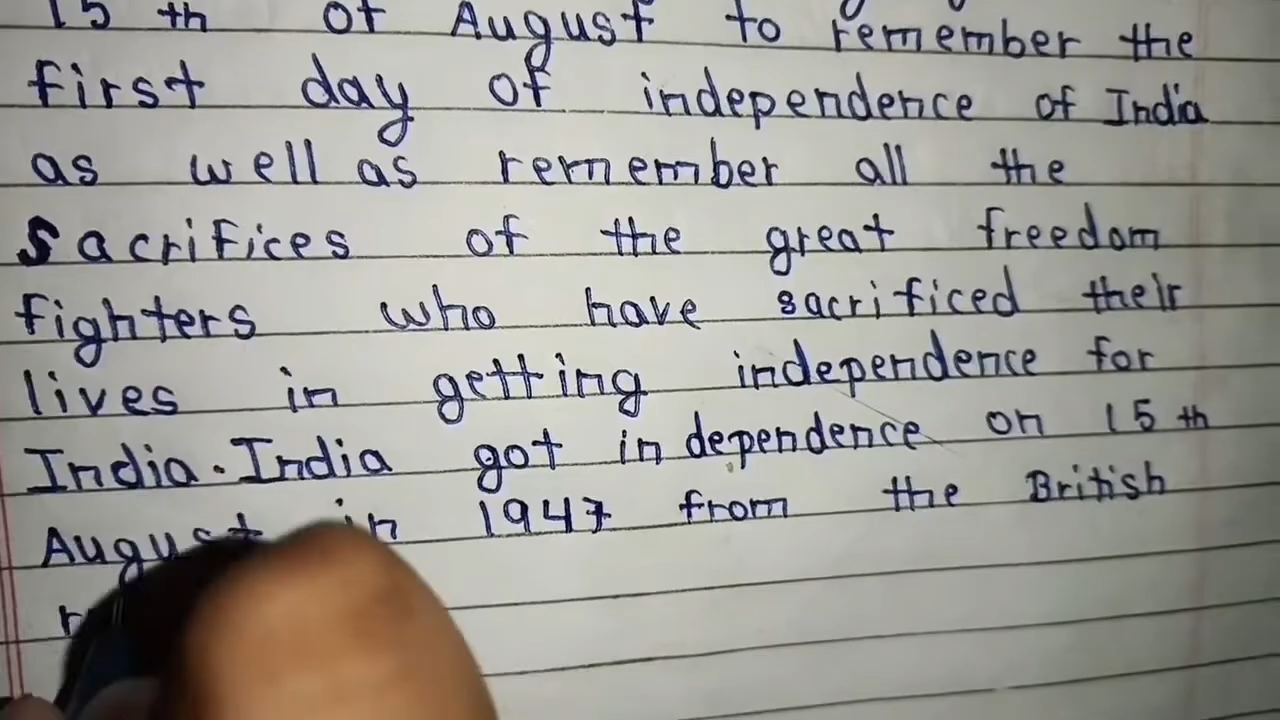 15 th of August to remember the
first day of independence of India
as well as remember all the
sacrifices of the great freedom
fighters who have sacrificed their
lives in getting independence for
India. India got independence on 15 th
August in 1947 from the British